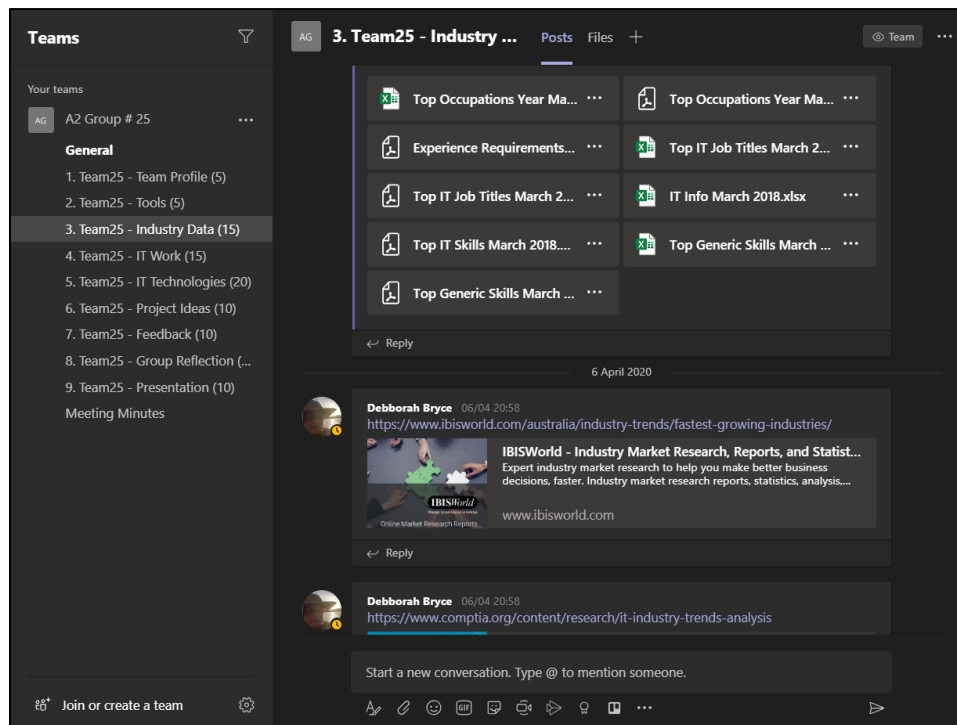 Teams
Your teams
AG A2 Group # 25 ...
General
1. Team25 - Team Profile (5)
2. Team25 - Tools (5)
3. Team25 - Industry Data (15)
4. Team25 - IT Work (15)
5. Team25 - IT Technologies (20)
6. Team25 - Project Ideas (10)
7. Team25 - Feedback (10)
8. Team25 - Group Reflection (...
9. Team25 - Presentation (10)
Meeting Minutes
Join or create a team
AG 3. Team25 - Industry ... Posts Files + Team ...
Top Occupations Year Ma... ... Top Occupations Year Ma... ...
Experience Requirements... ... Top IT Job Titles March 2... ...
Top IT Job Titles March 2... ... IT Info March 2018.xlsx ...
Top IT Skills March 2018.... ... Top Generic Skills March ... ...
Top Generic Skills March ... ...
Reply
6 April 2020
Debborah Bryce 06/04 20:58
https://www.ibisworld.com/australia/industry-trends/fastest-growing-industries/
IBISWorld - Industry Market Research, Reports, and Statist...
Expert industry market research to help you make better business
decisions, faster. Industry market research reports, statistics, analysis,...
IBISWorld
Online Market Research Reports...
www.ibisworld.com
Reply
Debborah Bryce 06/04 20:58
https://www.comptia.org/content/research/it-industry-trends-analysis
Start a new conversation. Type @ to mention someone.
GIF
...